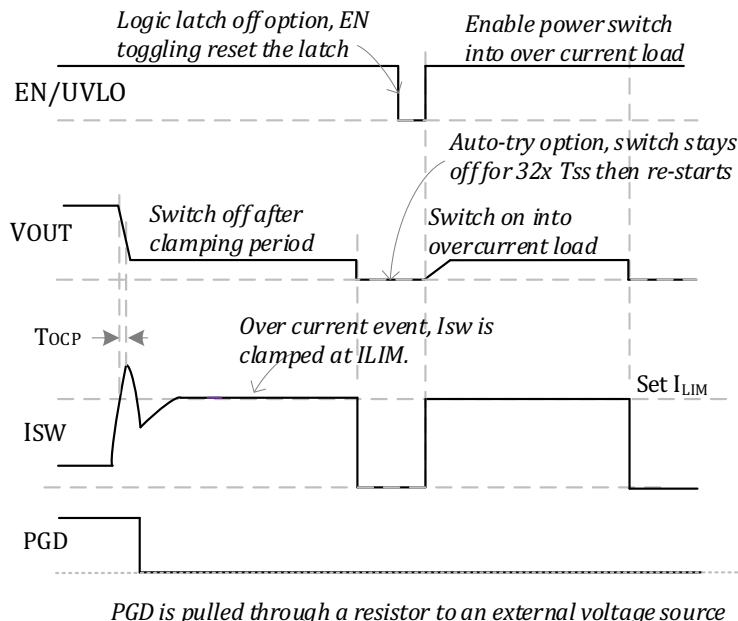 Logic latch off option, EN
toggling reset the latch
Enable power switch
into over current load
EN/UVLO
Auto-try option, switch stays
off for 32x Tss then re-starts
VOUT
Switch off after
clamping period
Switch on into
overcurrent load
TOCP
Over current event, Isw is
clamped at ILIM.
Set ILIM
ISW
PGD
PGD is pulled through a resistor to an external voltage source